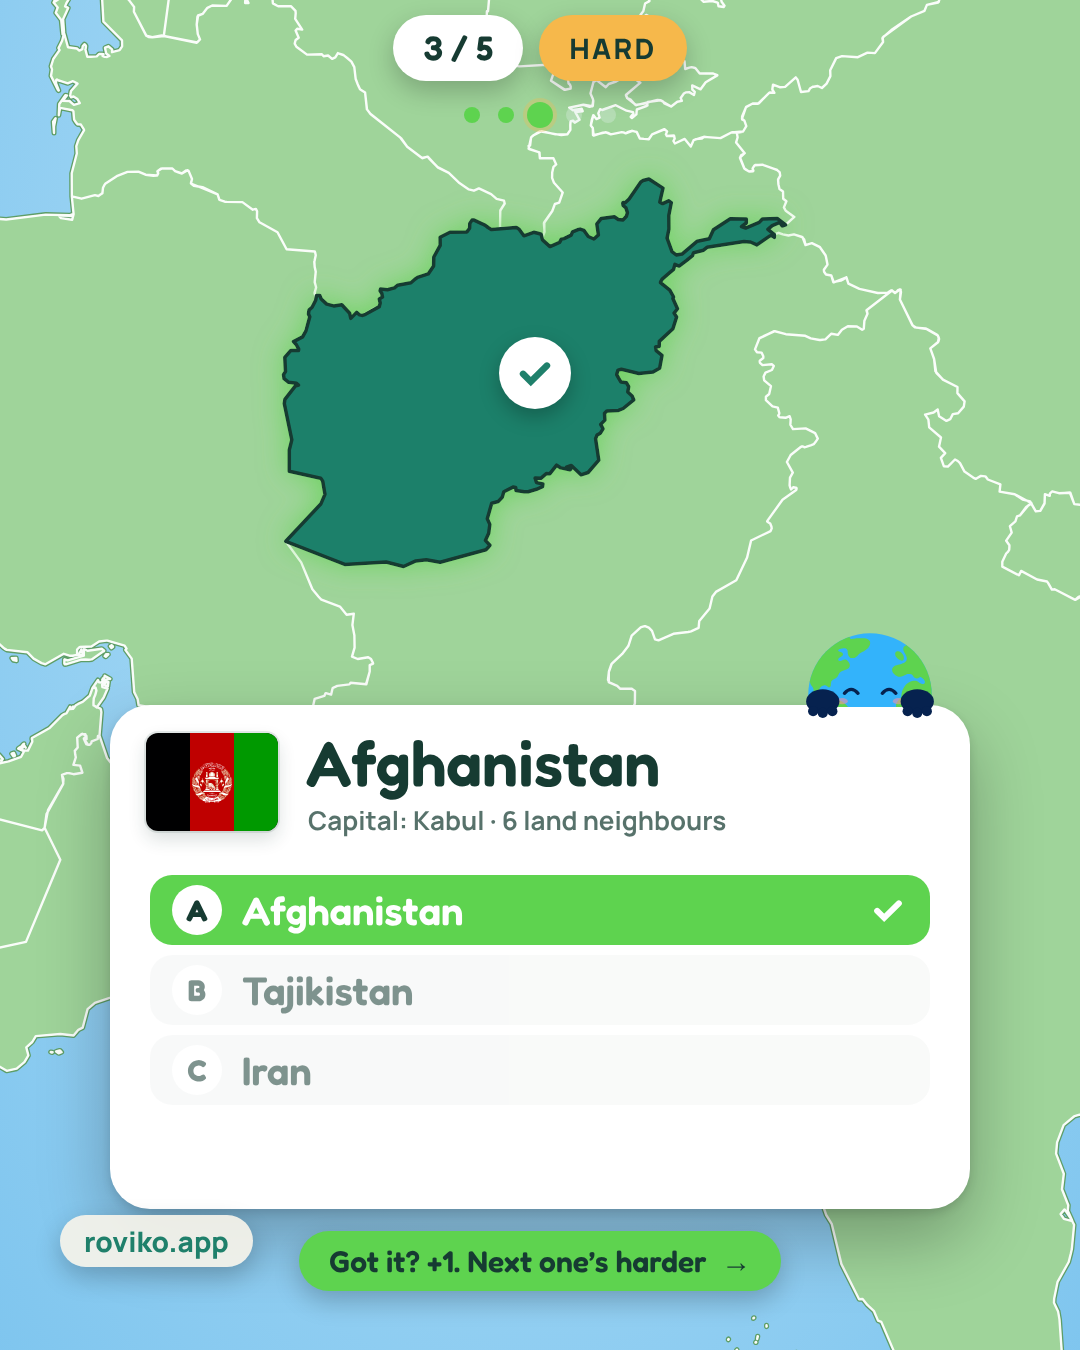 3 / 5
HARD
Afghanistan
Capital: Kabul · 6 land neighbours
A Afghanistan
B Tajikistan
C Iran
roviko.app
Got it? +1. Next one’s harder →